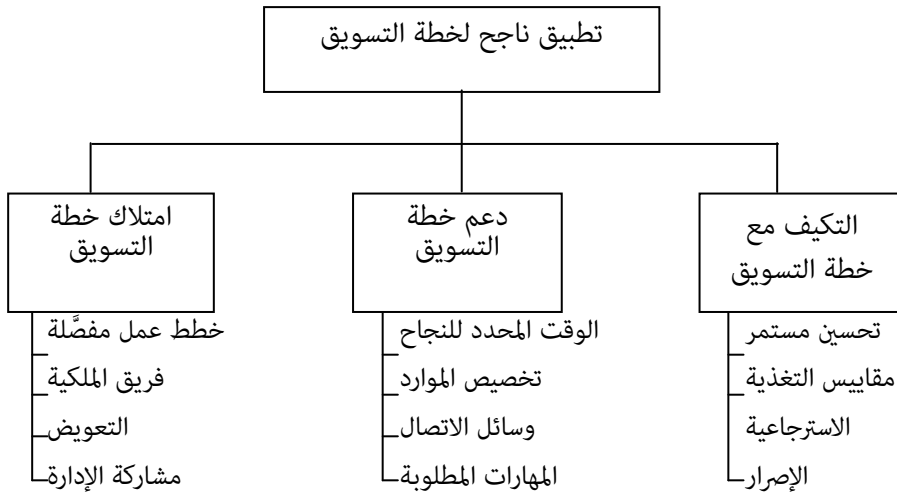 تطبيق ناجح لخطة التسويق
التكيف مع
خطة التسويق
تحسين مستمر
مقاييس التغذية
الاسترجاعية
الإصرار
دعم خطة
التسويق
الوقت المحدد للنجاح
تخصيص الموارد
وسائل الاتصال
المهارات المطلوبة
امتلاك خطة
التسويق
خطط عمل مفصَّلة
فريق الملكية
التعويض
مشاركة الإدارة